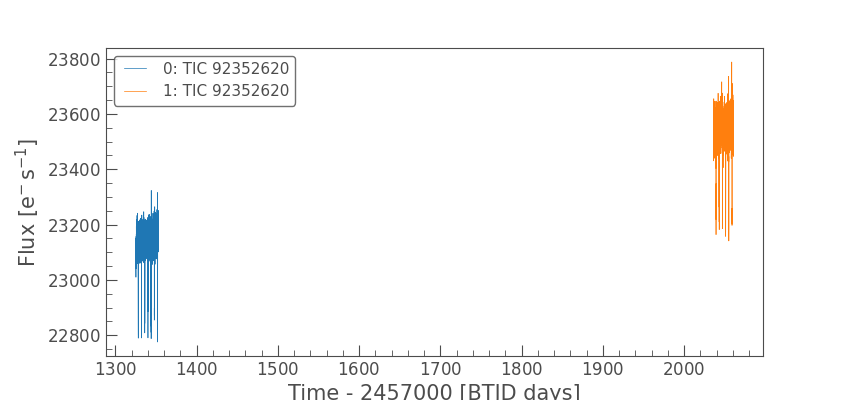 0: TIC 92352620
1: TIC 92352620
23800
23600
23400
23200
23000
22800
Flux [e⁻ s⁻¹]
1300 1400 1500 1600 1700 1800 1900 2000
Time - 2457000 [BTJD days]